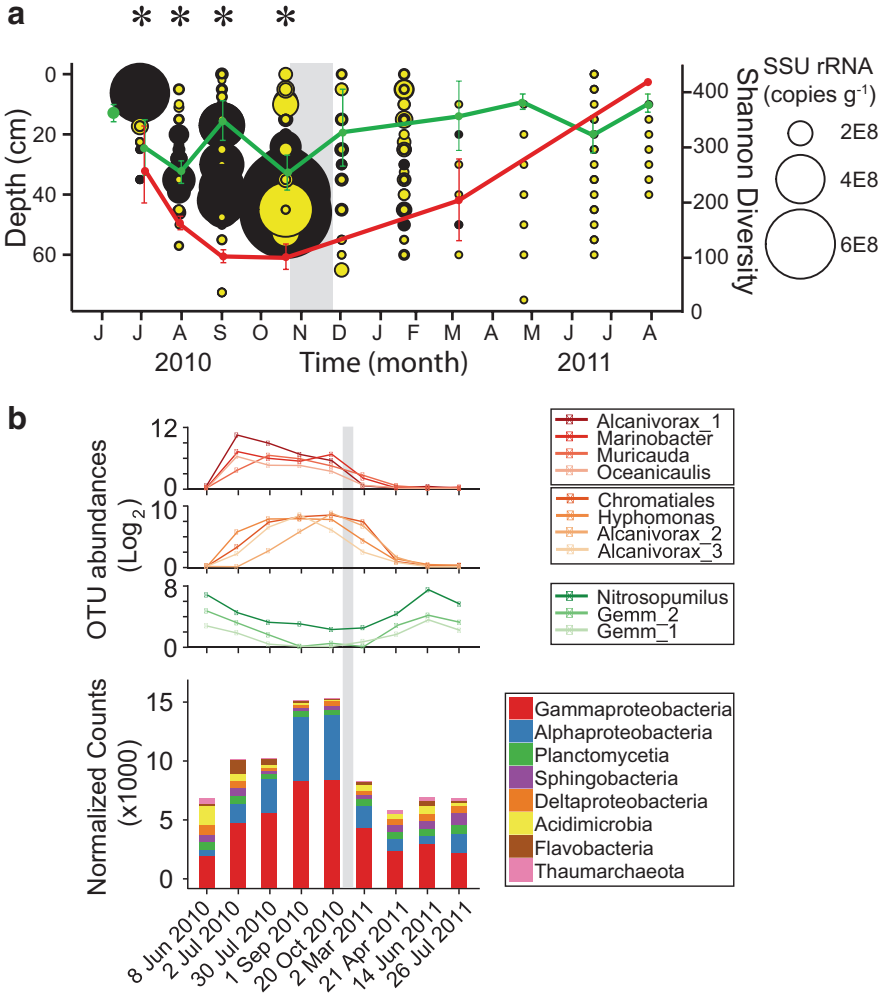 a
* * * *
0
20
40
60
Depth (cm)
400
300
200
100
0
Shannon Diversity
SSU rRNA
(copies g-1)
2E8
4E8
6E8
J J A S O N D J F M A M J A
2010 Time (month) 2011
b
12
0
10
0
8
0
OTU abundances
(Log2)
Alcanivorax_1
Marinobacter
Muricauda
Oceanicaulis
Chromatiales
Hyphomonas
Alcanivorax_2
Alcanivorax_3
Nitrosopumilus
Gemm_2
Gemm_1
15
10
5
0
Normalized Counts
(x1000)
Gammaproteobacteria
Alphaproteobacteria
Planctomycetia
Sphingobacteria
Deltaproteobacteria
Acidimicrobia
Flavobacteria
Thaumarchaeota
8 Jun 2010
2 Jul 2010
30 Jul 2010
1 Sep 2010
20 Oct 2010
2 Mar 2011
21 Apr 2011
14 Jun 2011
26 Jul 2011